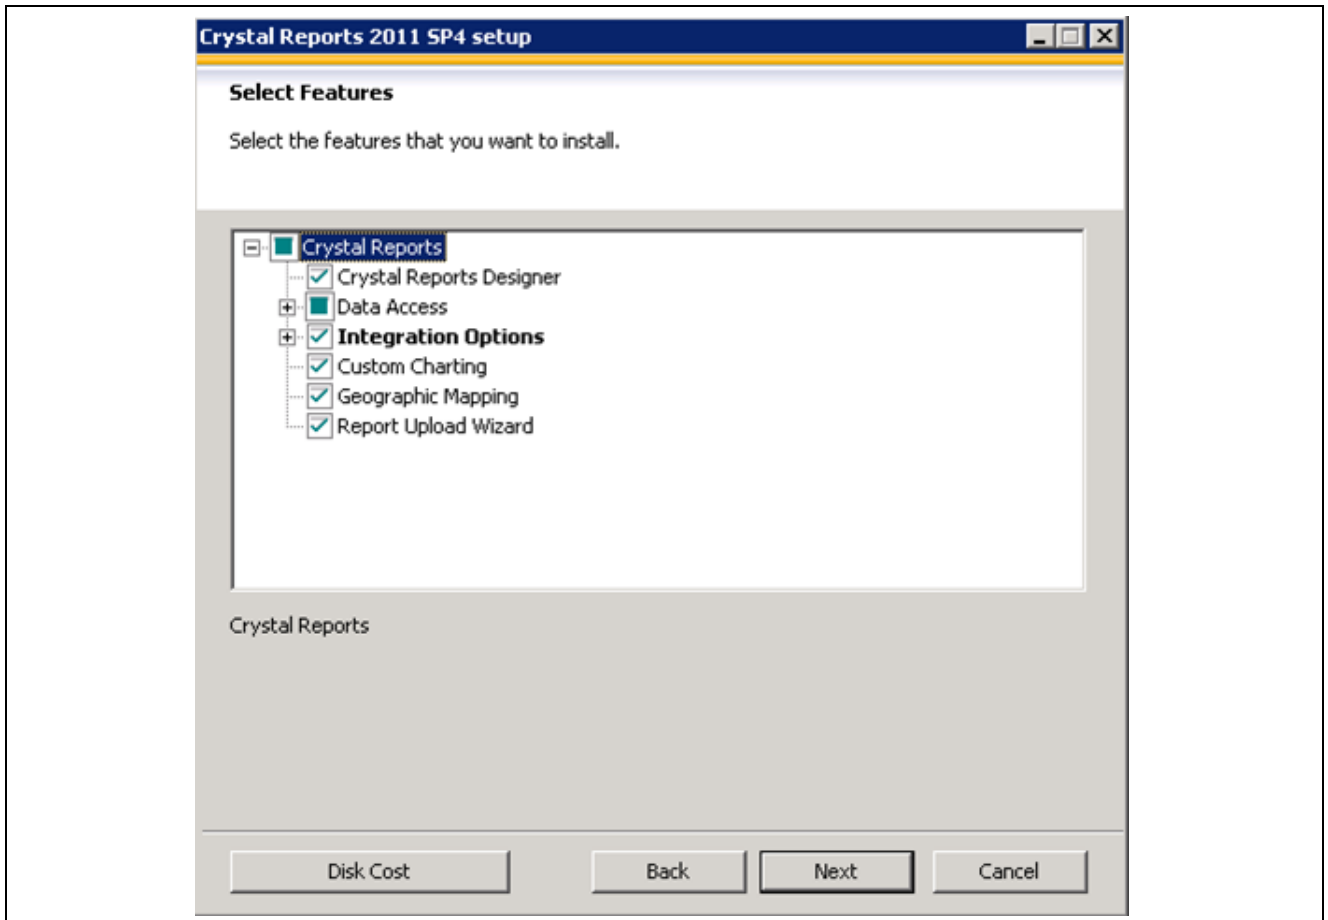 Crystal Reports 2011 SP4 setup
Select Features
Select the features that you want to install.
Crystal Reports
Crystal Reports Designer
Data Access
Integration Options
Custom Charting
Geographic Mapping
Report Upload Wizard
Crystal Reports
Disk Cost Back Next Cancel